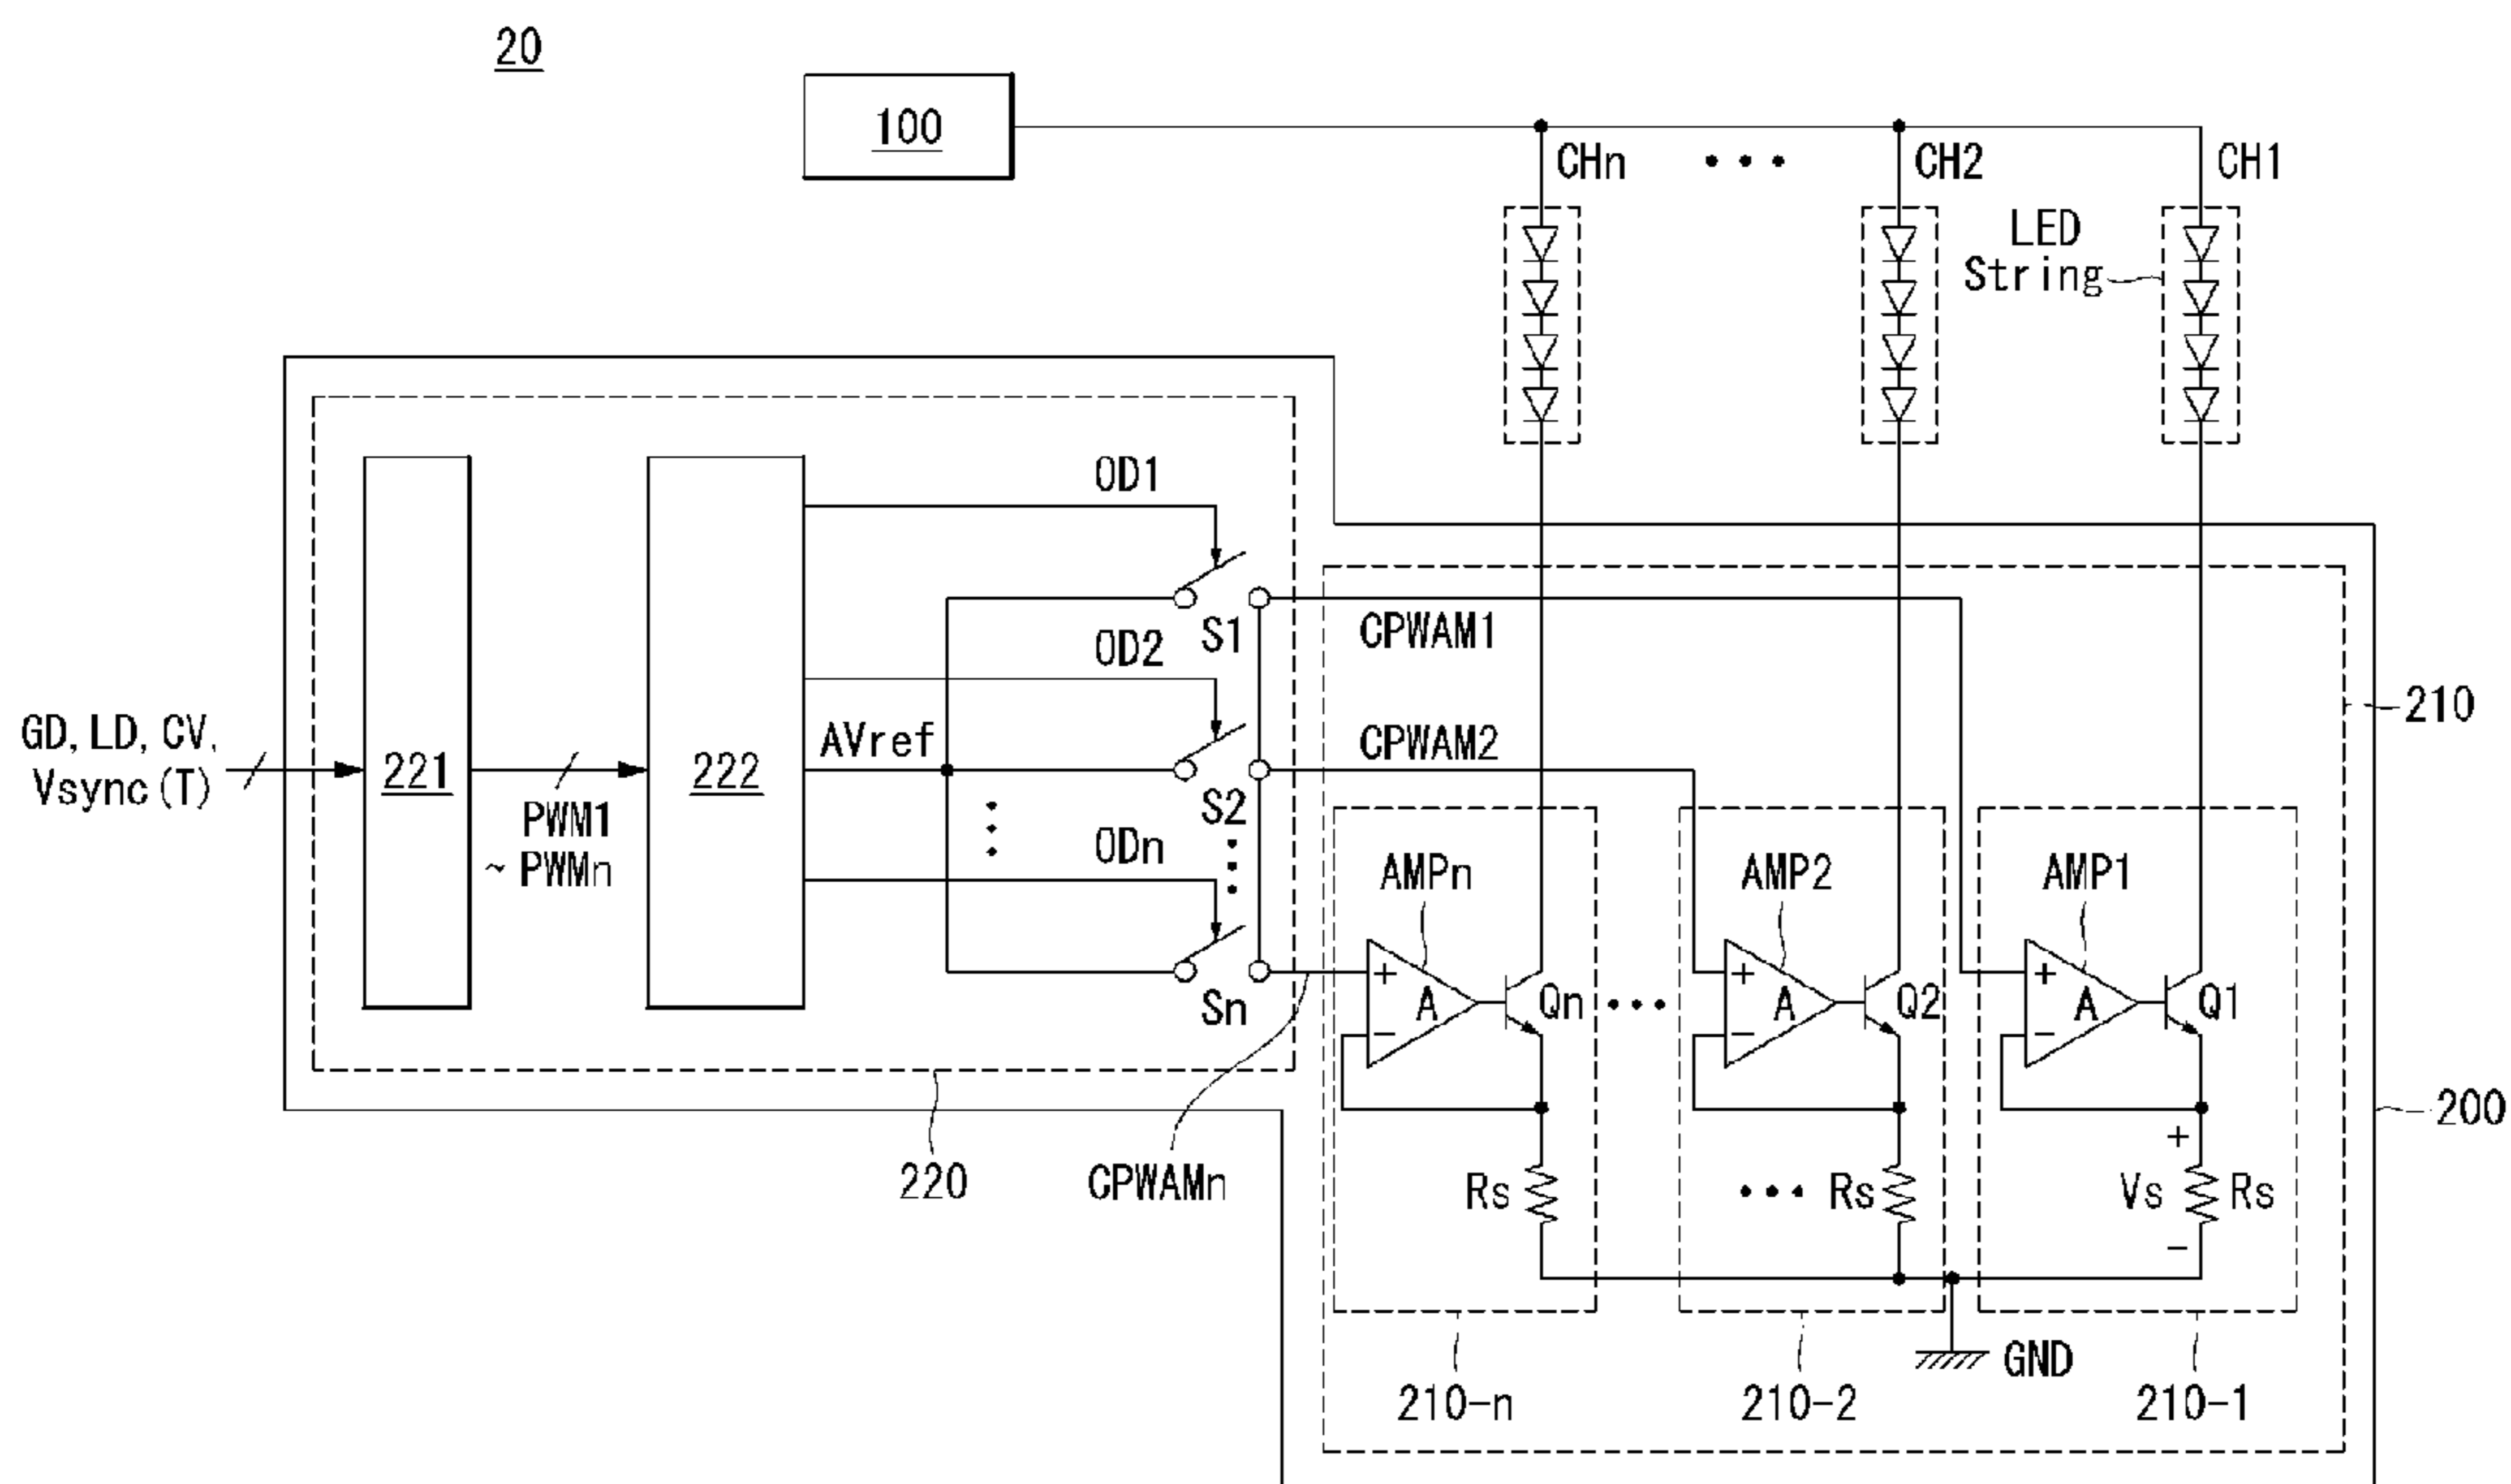 20
100
CHn
CH2
CH1
LED
String
OD1
S1
OD2
CPWAM1
AVref
CPWAM2
S2
ODn
Sn
GD, LD, CV,
Vsync (T)
221
PWM1
~ PWMn
222
210
AMPn
AMP2
AMP1
+
A
−
Qn
+
A
−
Q2
+
A
−
Q1
200
220
CPWAMn
Rs
Rs
+
Vs
−
Rs
GND
210-n
210-2
210-1